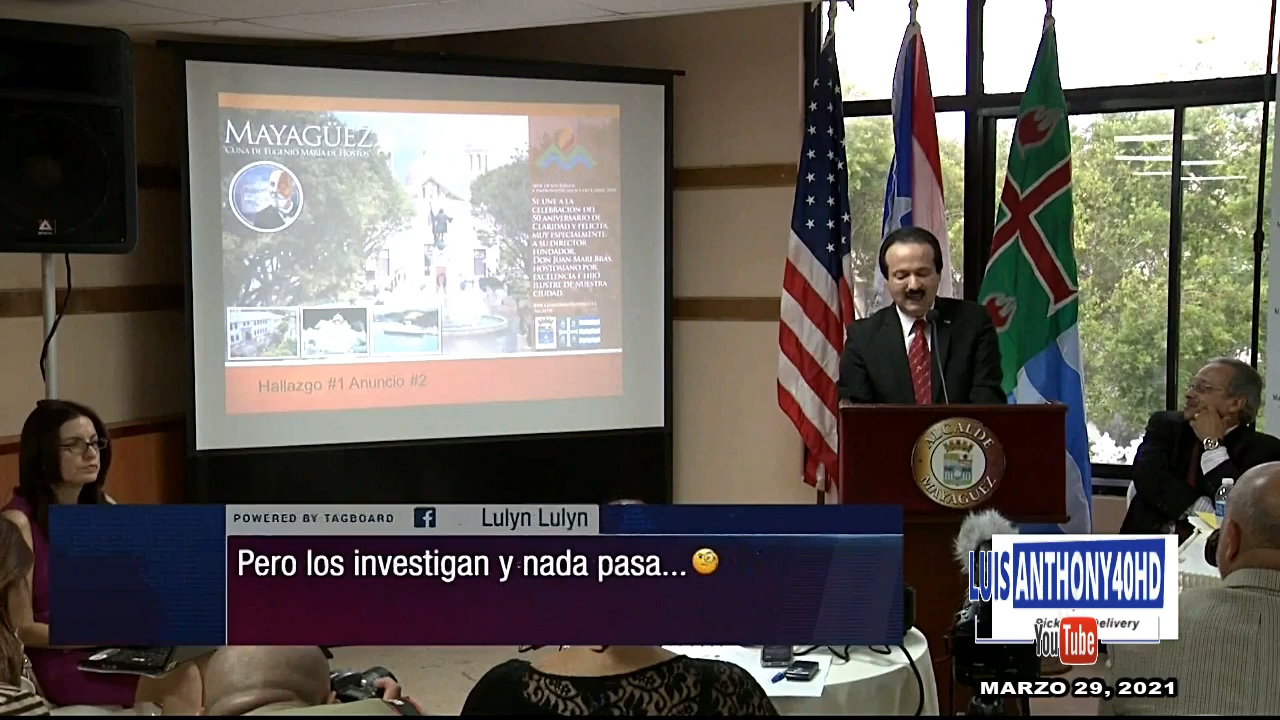 MAYAGÜEZ
"CUNA DE EUGENIO MARÍA DE HOSTOS"
SE UNE A LA
CELEBRACIÓN DEL
50 ANIVERSARIO DE
CLARIDAD Y FELICITA,
MUY ESPECIALMENTE,
A SU DIRECTOR
FUNDADOR,
DON JUAN MARI BRÁS,
HOSTOSIANO POR
EXCELENCIA E HIJO
ILUSTRE DE NUESTRA
CIUDAD.
ALCALDE
Hallazgo #1 Anuncio #2
ALCALDE
MAYAGÜEZ
POWERED BY TAGBOARD
Lulyn Lulyn
Pero los investigan y nada pasa...🧐
LUIS ANTHONY40HD
Delivery
YouTube
MARZO 29, 2021